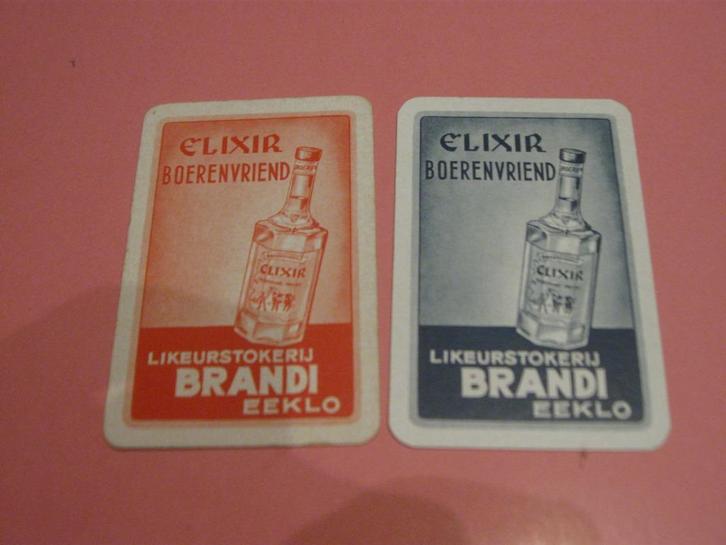 ELIXIR
BOERENVRIEND
ELIXIR
LIKEURSTOKERIJ
BRANDI
EEKLO
ELIXIR
BOERENVRIEND
ELIXIR
LIKEURSTOKERIJ
BRANDI
EEKLO